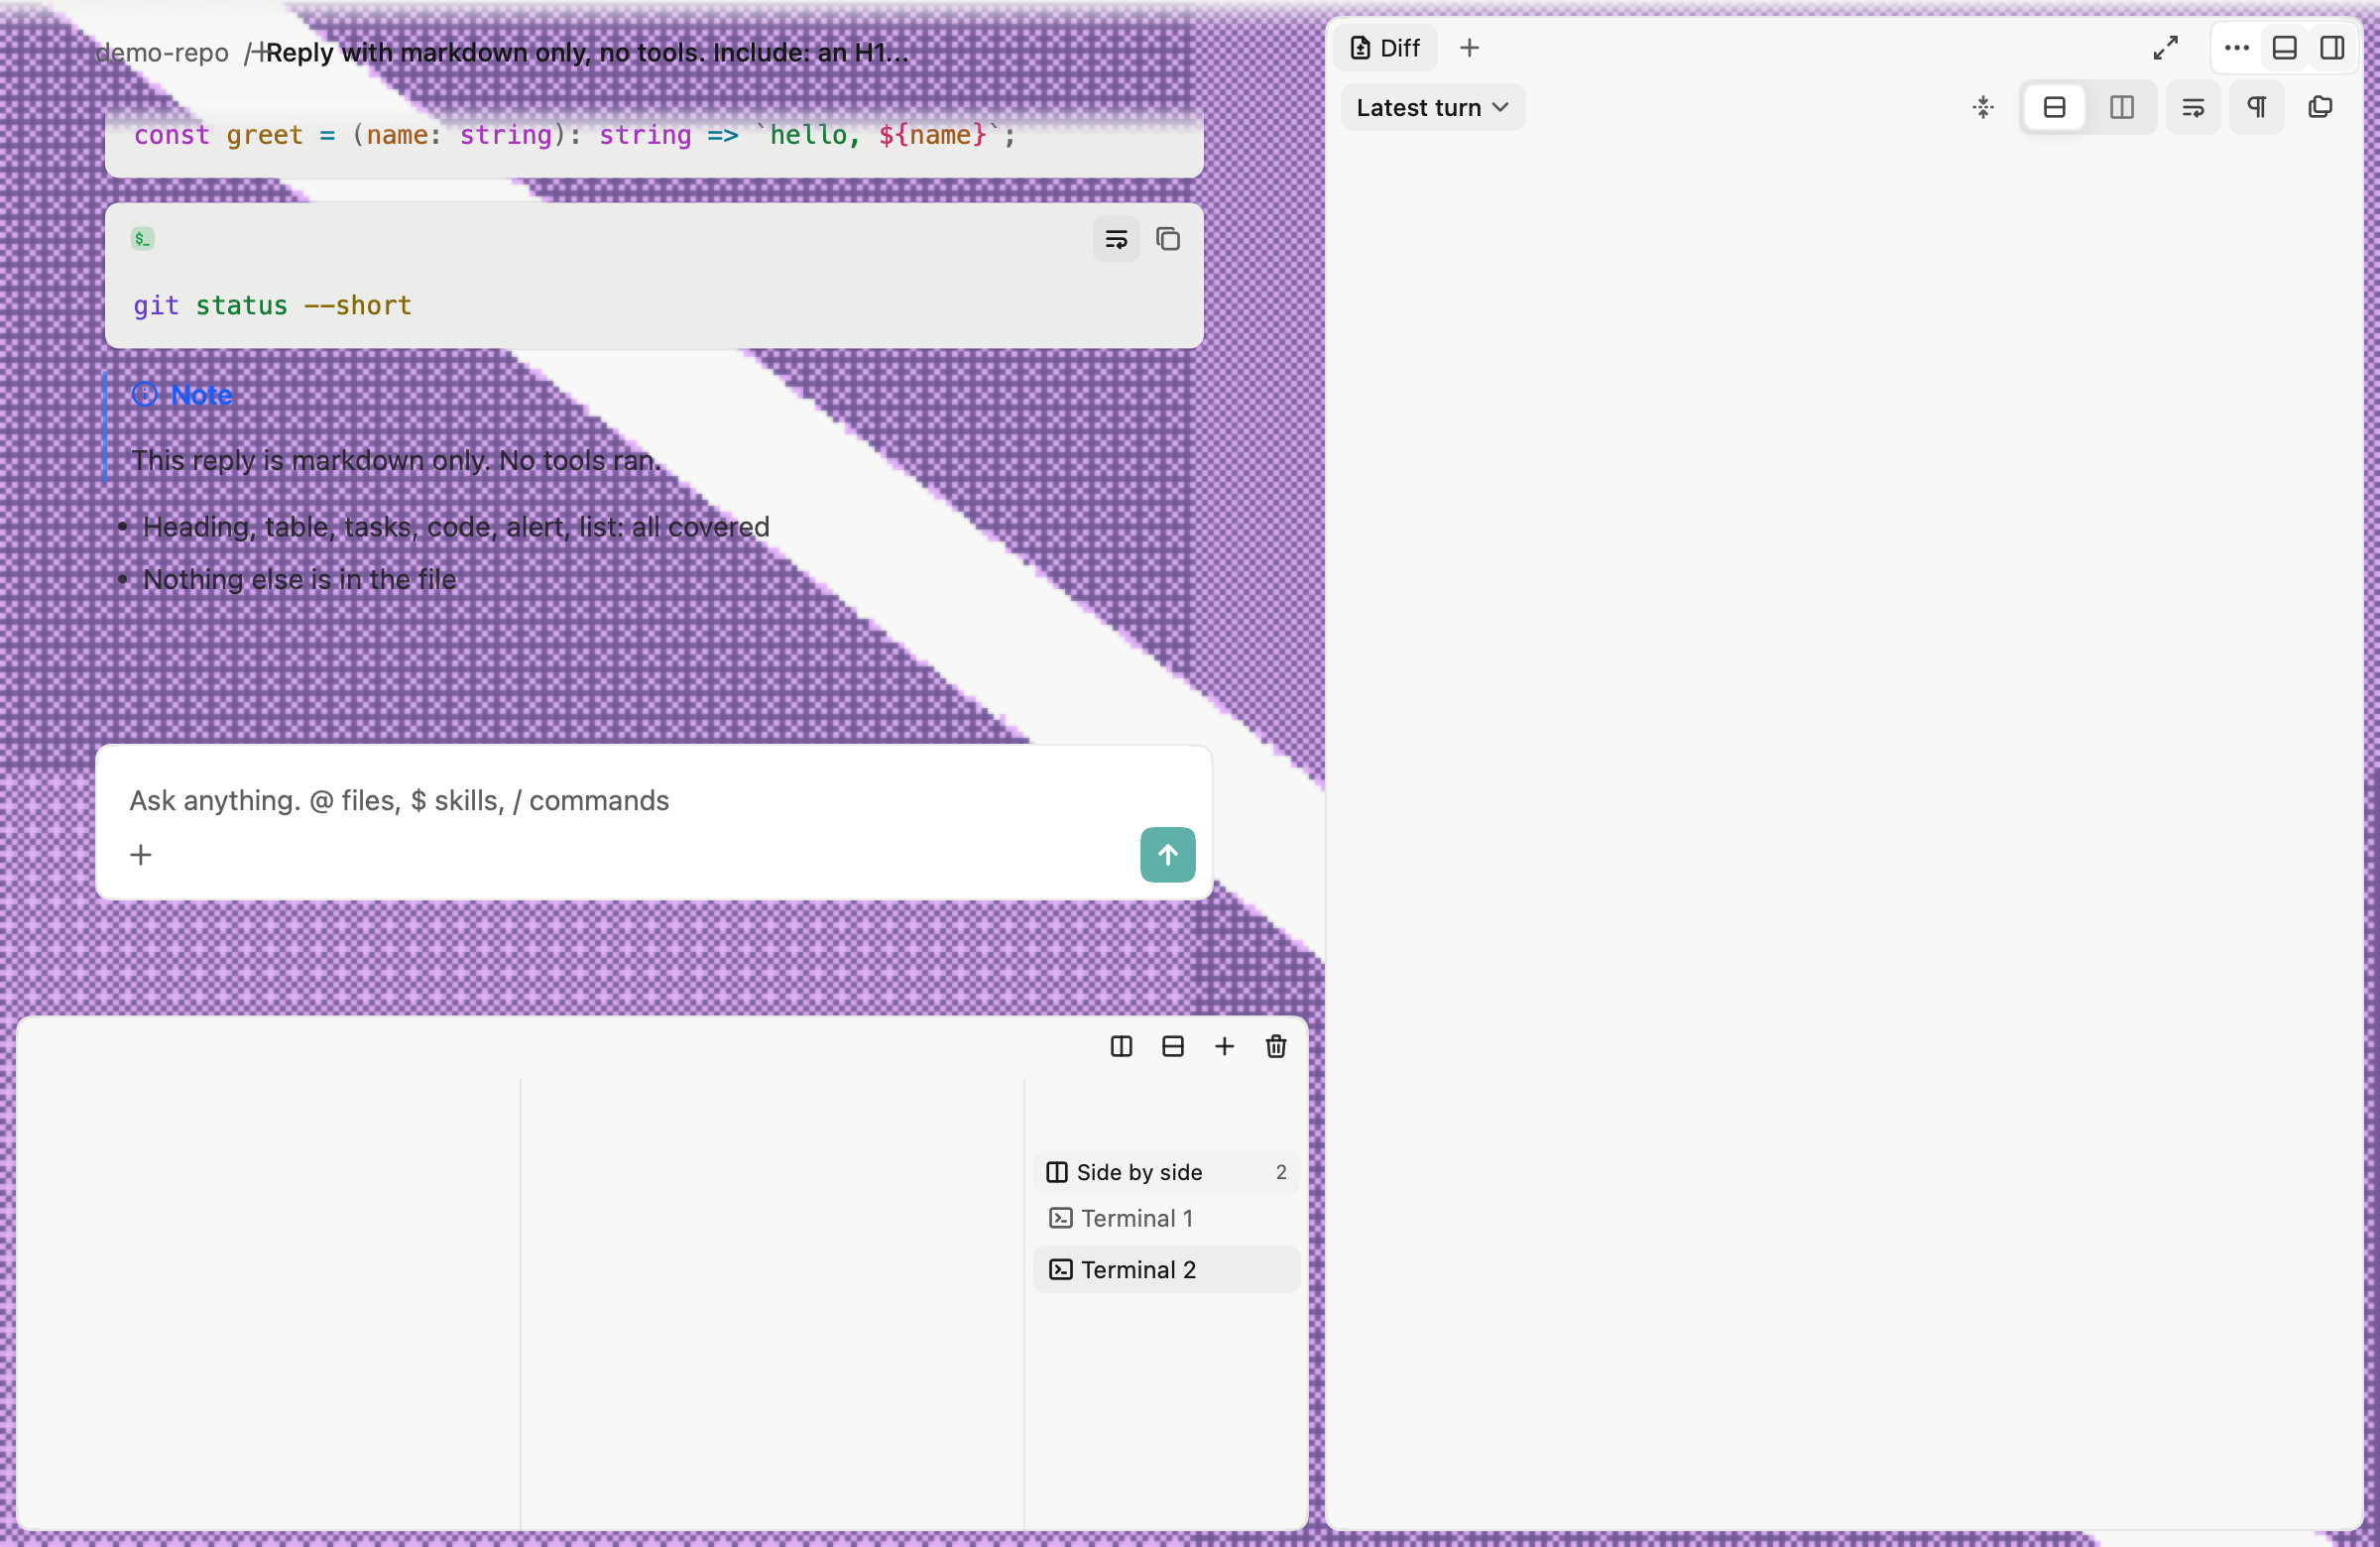 demo-repo / Reply with markdown only, no tools. Include: an H1...
const greet = (name: string): string => `hello, ${name}`;
$_
git status --short
Note
This reply is markdown only. No tools ran.
• Heading, table, tasks, code, alert, list: all covered
• Nothing else is in the file
Ask anything. @ files, $ skills, / commands
Side by side 2
Terminal 1
Terminal 2
Diff
Latest turn